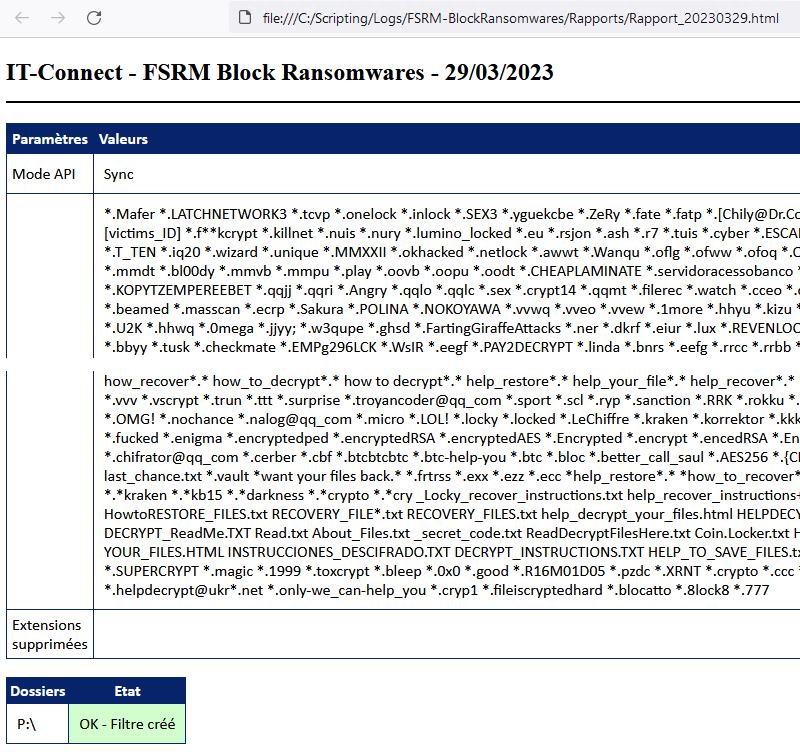 file:///C:/Scripting/Logs/FSRM-BlockRansomwares/Rapports/Rapport_20230329.html
IT-Connect - FSRM Block Ransomwares - 29/03/2023
Paramètres Valeurs
Mode API Sync
*.Mafer *.LATCHNETWORK3 *.tcvp *.onelock *.inlock *.SEX3 *.yguekcbe *.ZeRy *.fate *.fatp *.[Chily@Dr.Co
[victims_ID] *.f**kcrypt *.killnet *.nuis *.nury *.lumino_locked *.eu *.rsjon *.ash *.r7 *.tuis *.cyber *.ESCA
*.T_TEN *.iq20 *.wizard *.unique *.MMXXII *.okhacked *.netlock *.awwt *.Wanqu *.oflg *.ofww *.ofoq *.
*.mmdt *.bl00dy *.mmvb *.mmpu *.play *.oovb *.oopu *.oodt *.CHEAPLAMINATE *.servidoracessobanco *
*.KOPYTZEMPEREEBET *.qqjj *.qqri *.Angry *.qqlo *.qqlc *.sex *.crypt14 *.qqmt *.filerec *.watch *.cceo *.
*.beamed *.masscan *.ecrp *.Sakura *.POLINA *.NOKOYAWA *.vvwq *.vveo *.vvew *.1more *.hhyu *.kizu *
*.U2K *.hhwq *.0mega *.jjyy; *.w3qupe *.ghsd *.FartingGiraffeAttacks *.ner *.dkrf *.eiur *.lux *.REVENLOC
*.bbyy *.tusk *.checkmate *.EMPg296LCK *.WsIR *.eegf *.PAY2DECRYPT *.linda *.bnrs *.eefg *.rrcc *.rrbb *
how_recover*.* how_to_decrypt*.* how to decrypt*.* help_restore*.* help_your_file*.* help_recover*.*
*.vvv *.vscrypt *.trun *.ttt *.surprise *.troyancoder@qq_com *.sport *.scl *.ryp *.sanction *.RRK *.rokku *.
*.OMG! *.nochance *.nalog@qq_com *.micro *.LOL! *.locky *.locked *.LeChiffre *.kraken *.korrektor *.kkk
*.fucked *.enigma *.encryptedped *.encryptedRSA *.encryptedAES *.Encrypted *.encrypt *.encedRSA *.En
*.chifrator@qq_com *.cerber *.cbf *.btcbtcbtc *.btc-help-you *.btc *.bloc *.better_call_saul *.AES256 *.{C
last_chance.txt *.vault *want your files back.* *.frtrss *.exx *.ezz *.ecc *help_restore*.* *how_to_recover*
*.*kraken *.*kb15 *.*darkness *.*crypto *.*cry _Locky_recover_instructions.txt help_recover_instructions+
HowtoRESTORE_FILES.txt RECOVERY_FILE*.txt RECOVERY_FILES.txt help_decrypt_your_files.html HELPDECY
DECRYPT_ReadMe.TXT Read.txt About_Files.txt _secret_code.txt ReadDecryptFilesHere.txt Coin.Locker.txt H
YOUR_FILES.HTML INSTRUCCIONES_DESCIFRADO.TXT DECRYPT_INSTRUCTIONS.TXT HELP_TO_SAVE_FILES.t
*.SUPERCRYPT *.magic *.1999 *.toxcrypt *.bleep *.0x0 *.good *.R16M01D05 *.pzdc *.XRNT *.crypto *.ccc *
*.helpdecrypt@ukr*.net *.only-we_can-help_you *.cryp1 *.fileiscryptedhard *.blocatto *.8lock8 *.777
Extensions
supprimées
Dossiers Etat
P:\ OK - Filtre créé